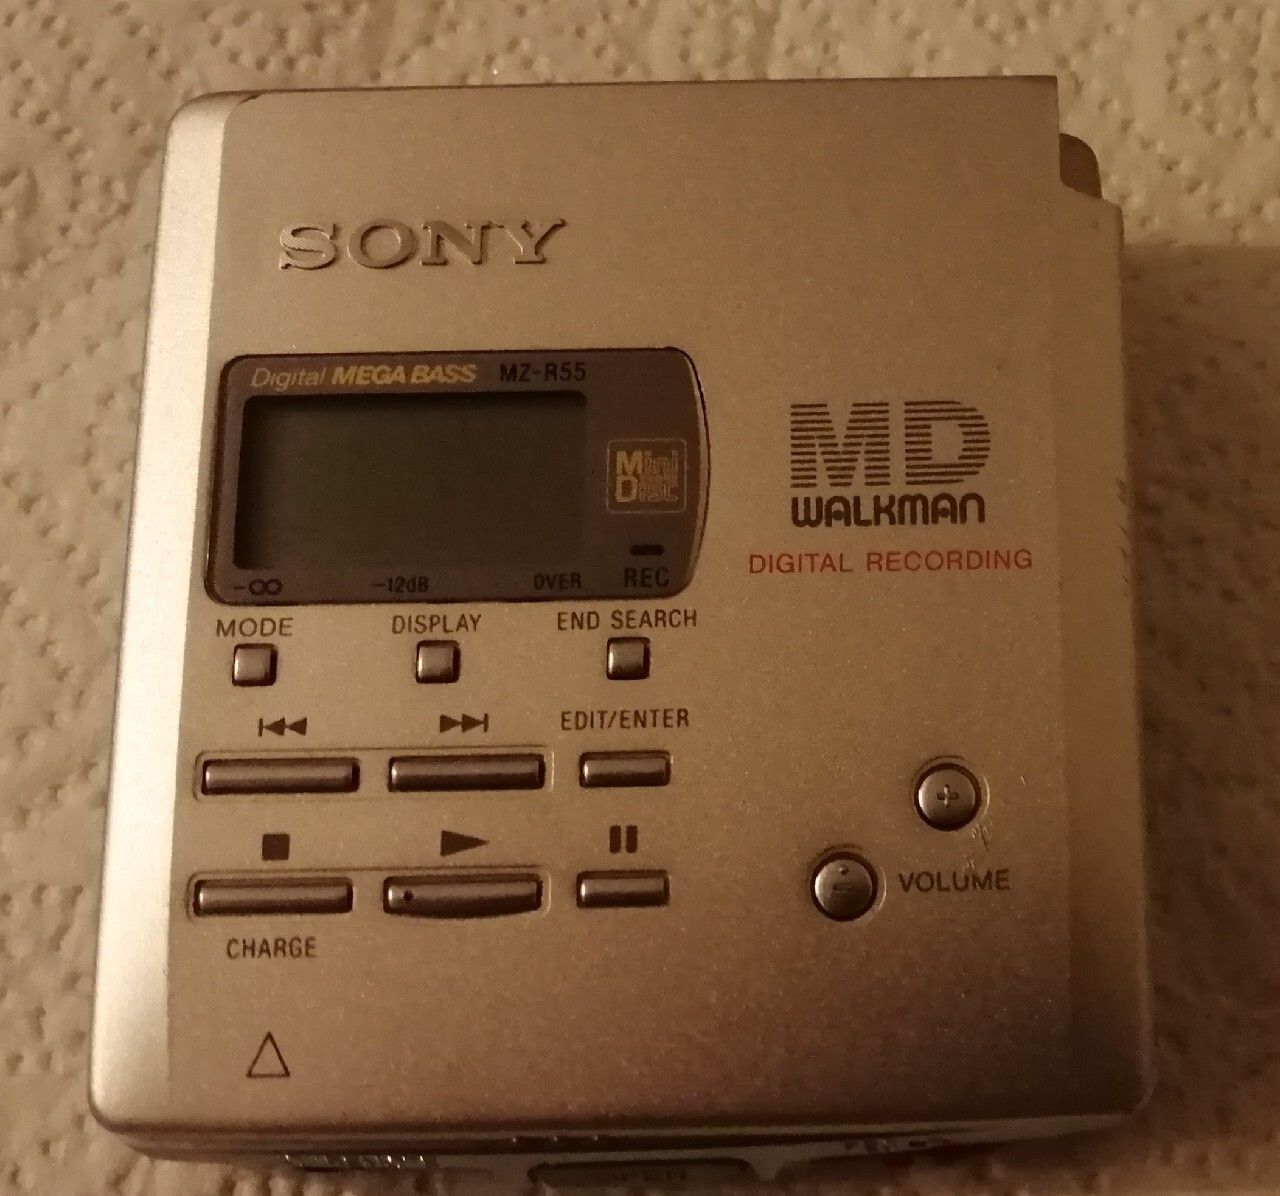 SONY
Digital MEGA BASS MZ-R55
Mini
Disc
MD
WALKMAN
DIGITAL RECORDING
-∞ -12dB OVER REC
MODE DISPLAY END SEARCH
EDIT/ENTER
+
-
VOLUME
CHARGE